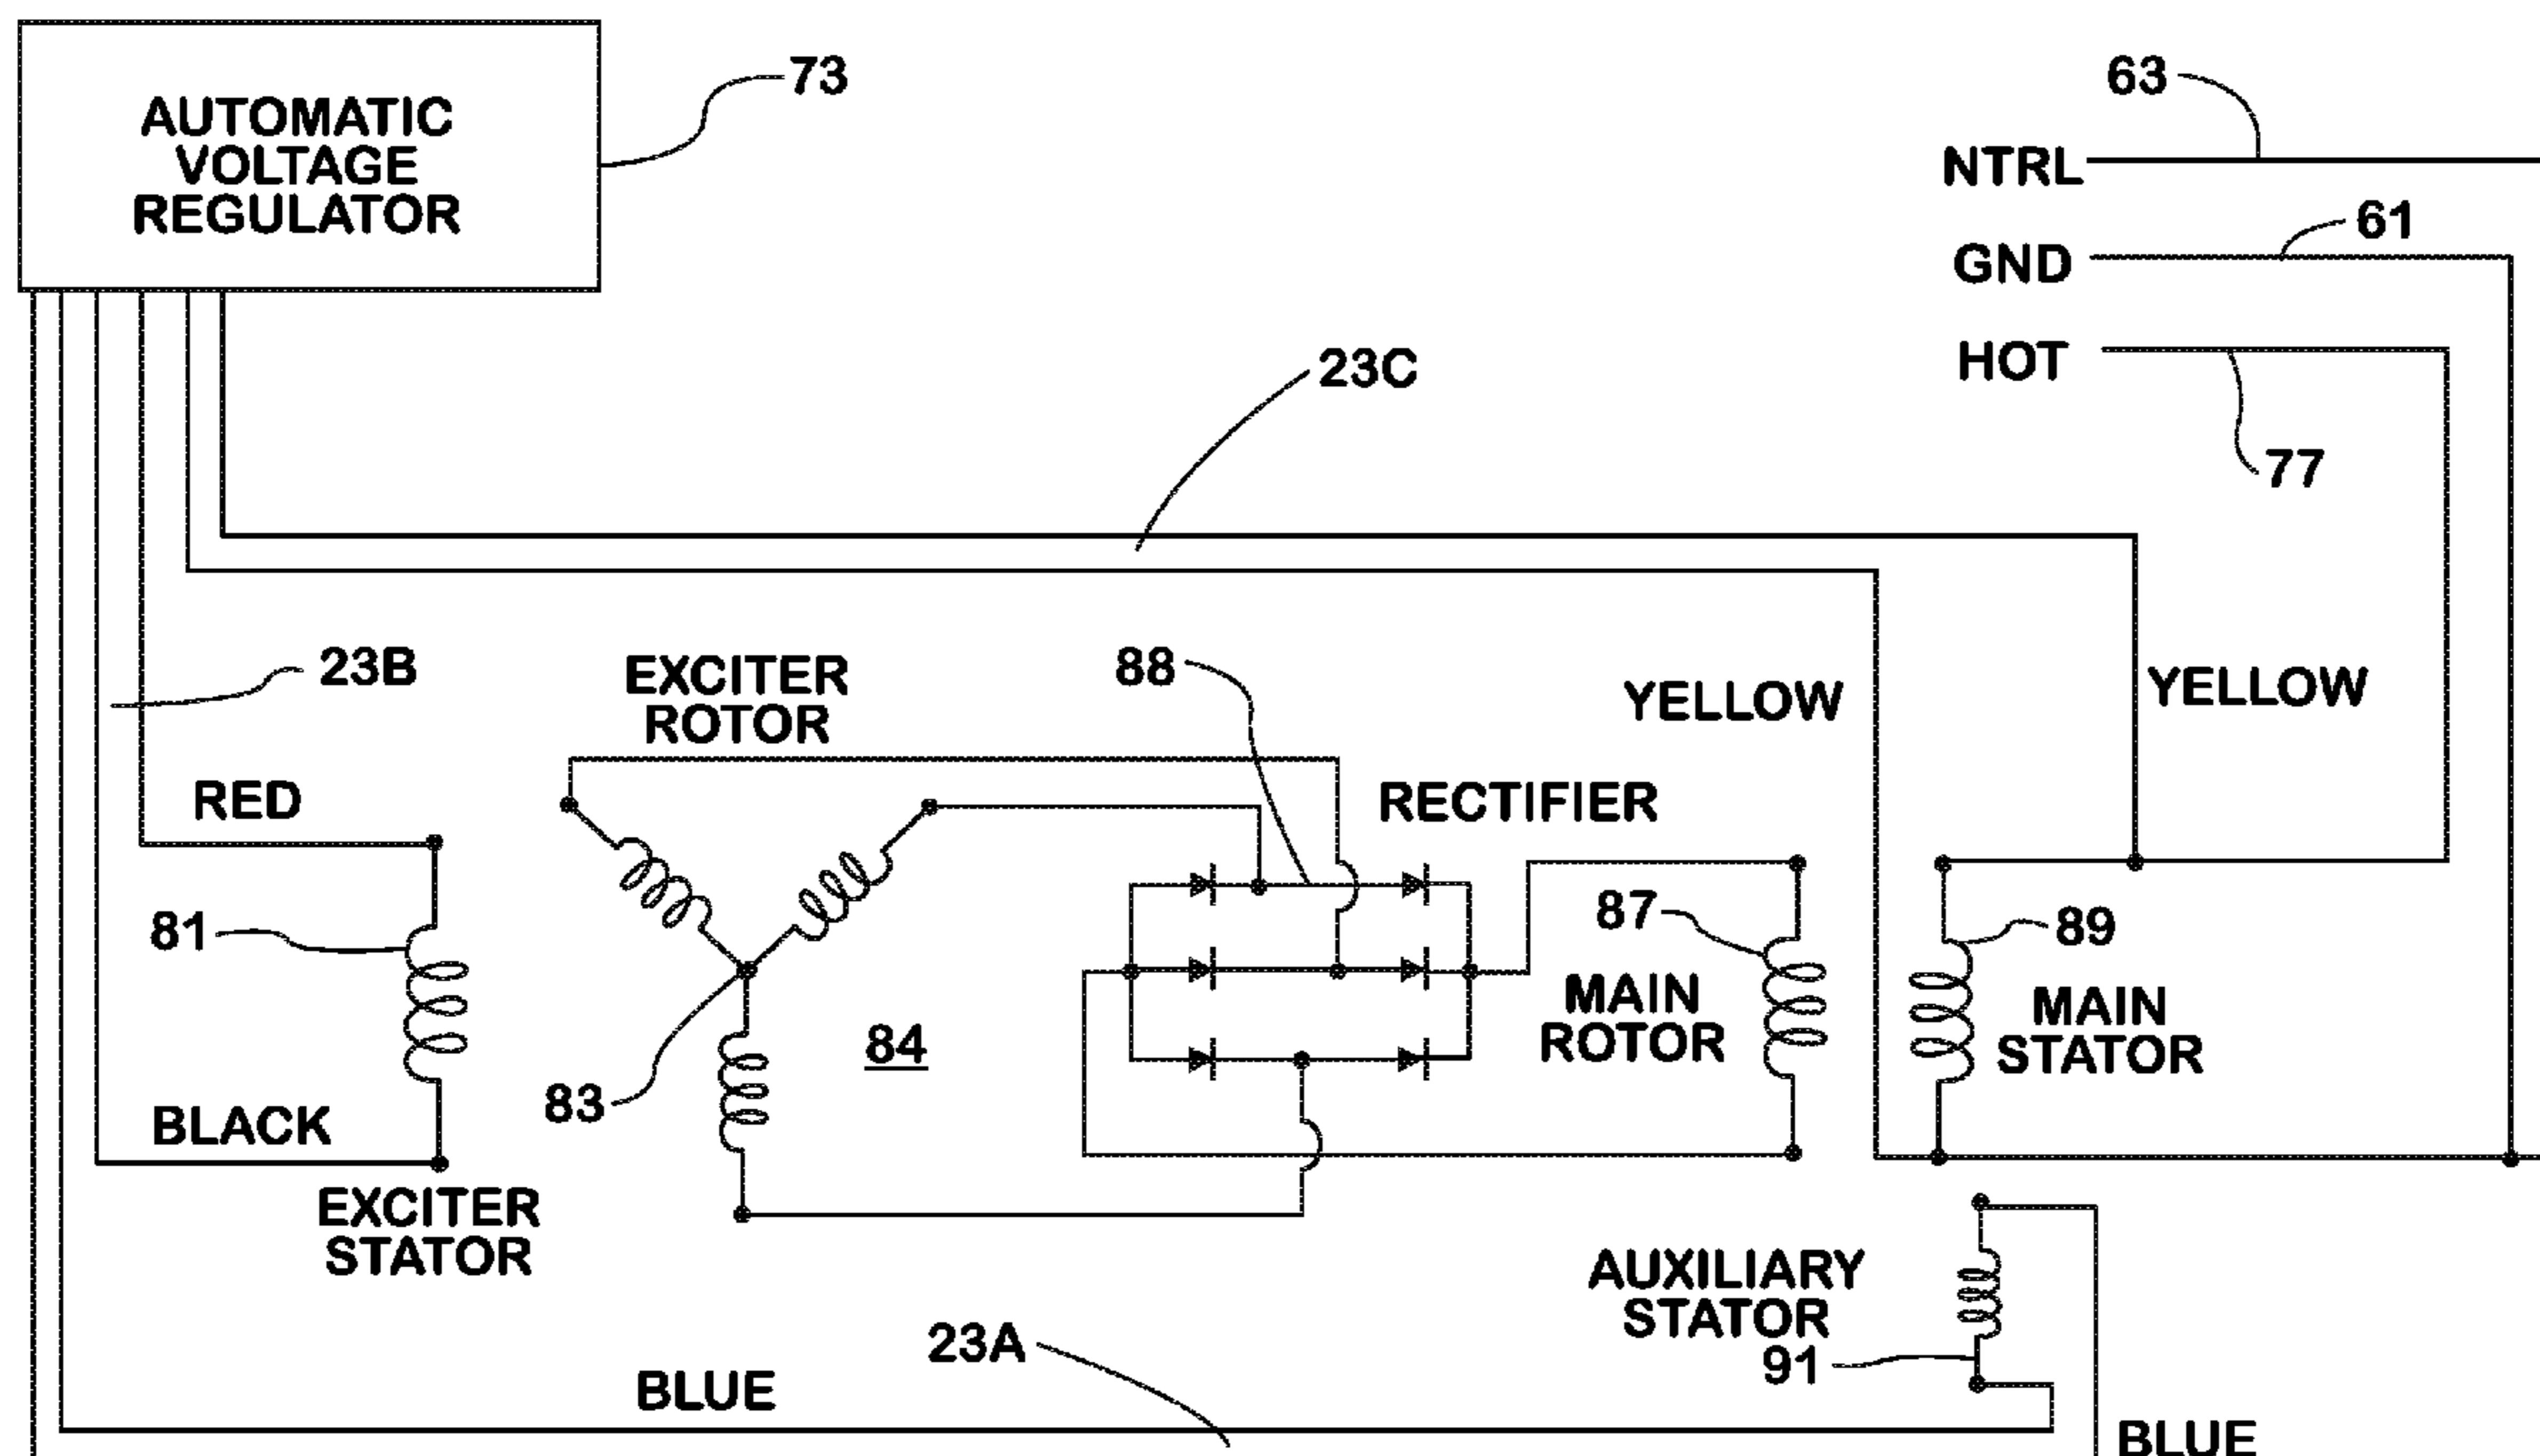 AUTOMATIC
VOLTAGE
REGULATOR
73
63
NTRL
61
GND
HOT
77
23C
23B
EXCITER
ROTOR
88
YELLOW
YELLOW
RED
RECTIFIER
81
87
89
MAIN
ROTOR
MAIN
STATOR
84
83
BLACK
EXCITER
STATOR
AUXILIARY
STATOR
91
23A
BLUE
BLUE